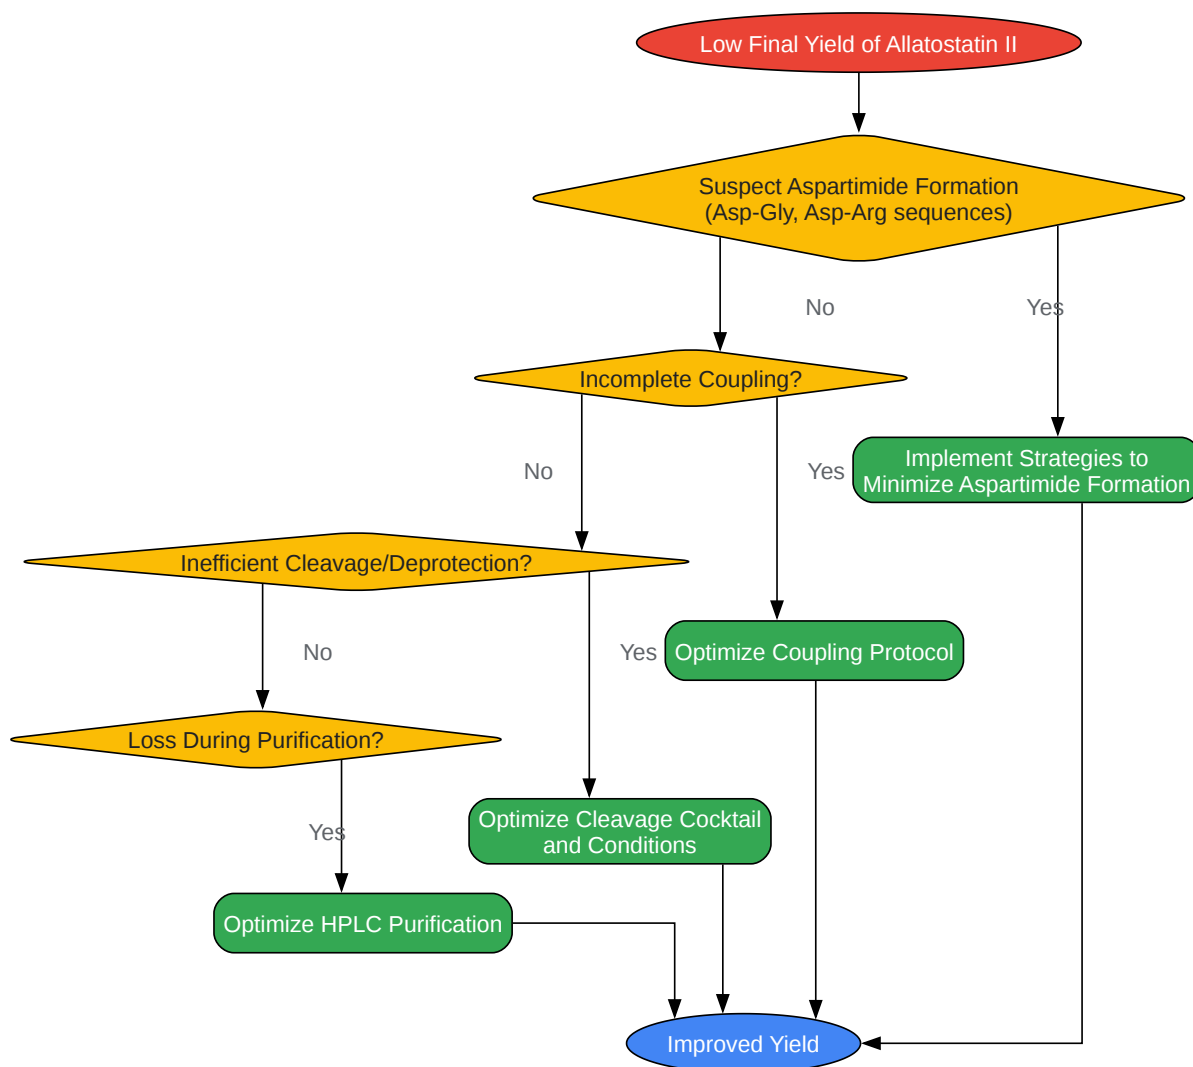 Low Final Yield of Allatostatin II
Suspect Aspartimide Formation
(Asp-Gly, Asp-Arg sequences)
No
Yes
Incomplete Coupling?
No
Yes
Implement Strategies to
Minimize Aspartimide Formation
Inefficient Cleavage/Deprotection?
No
Yes
Optimize Coupling Protocol
Loss During Purification?
Yes
Optimize Cleavage Cocktail
and Conditions
Optimize HPLC Purification
Improved Yield